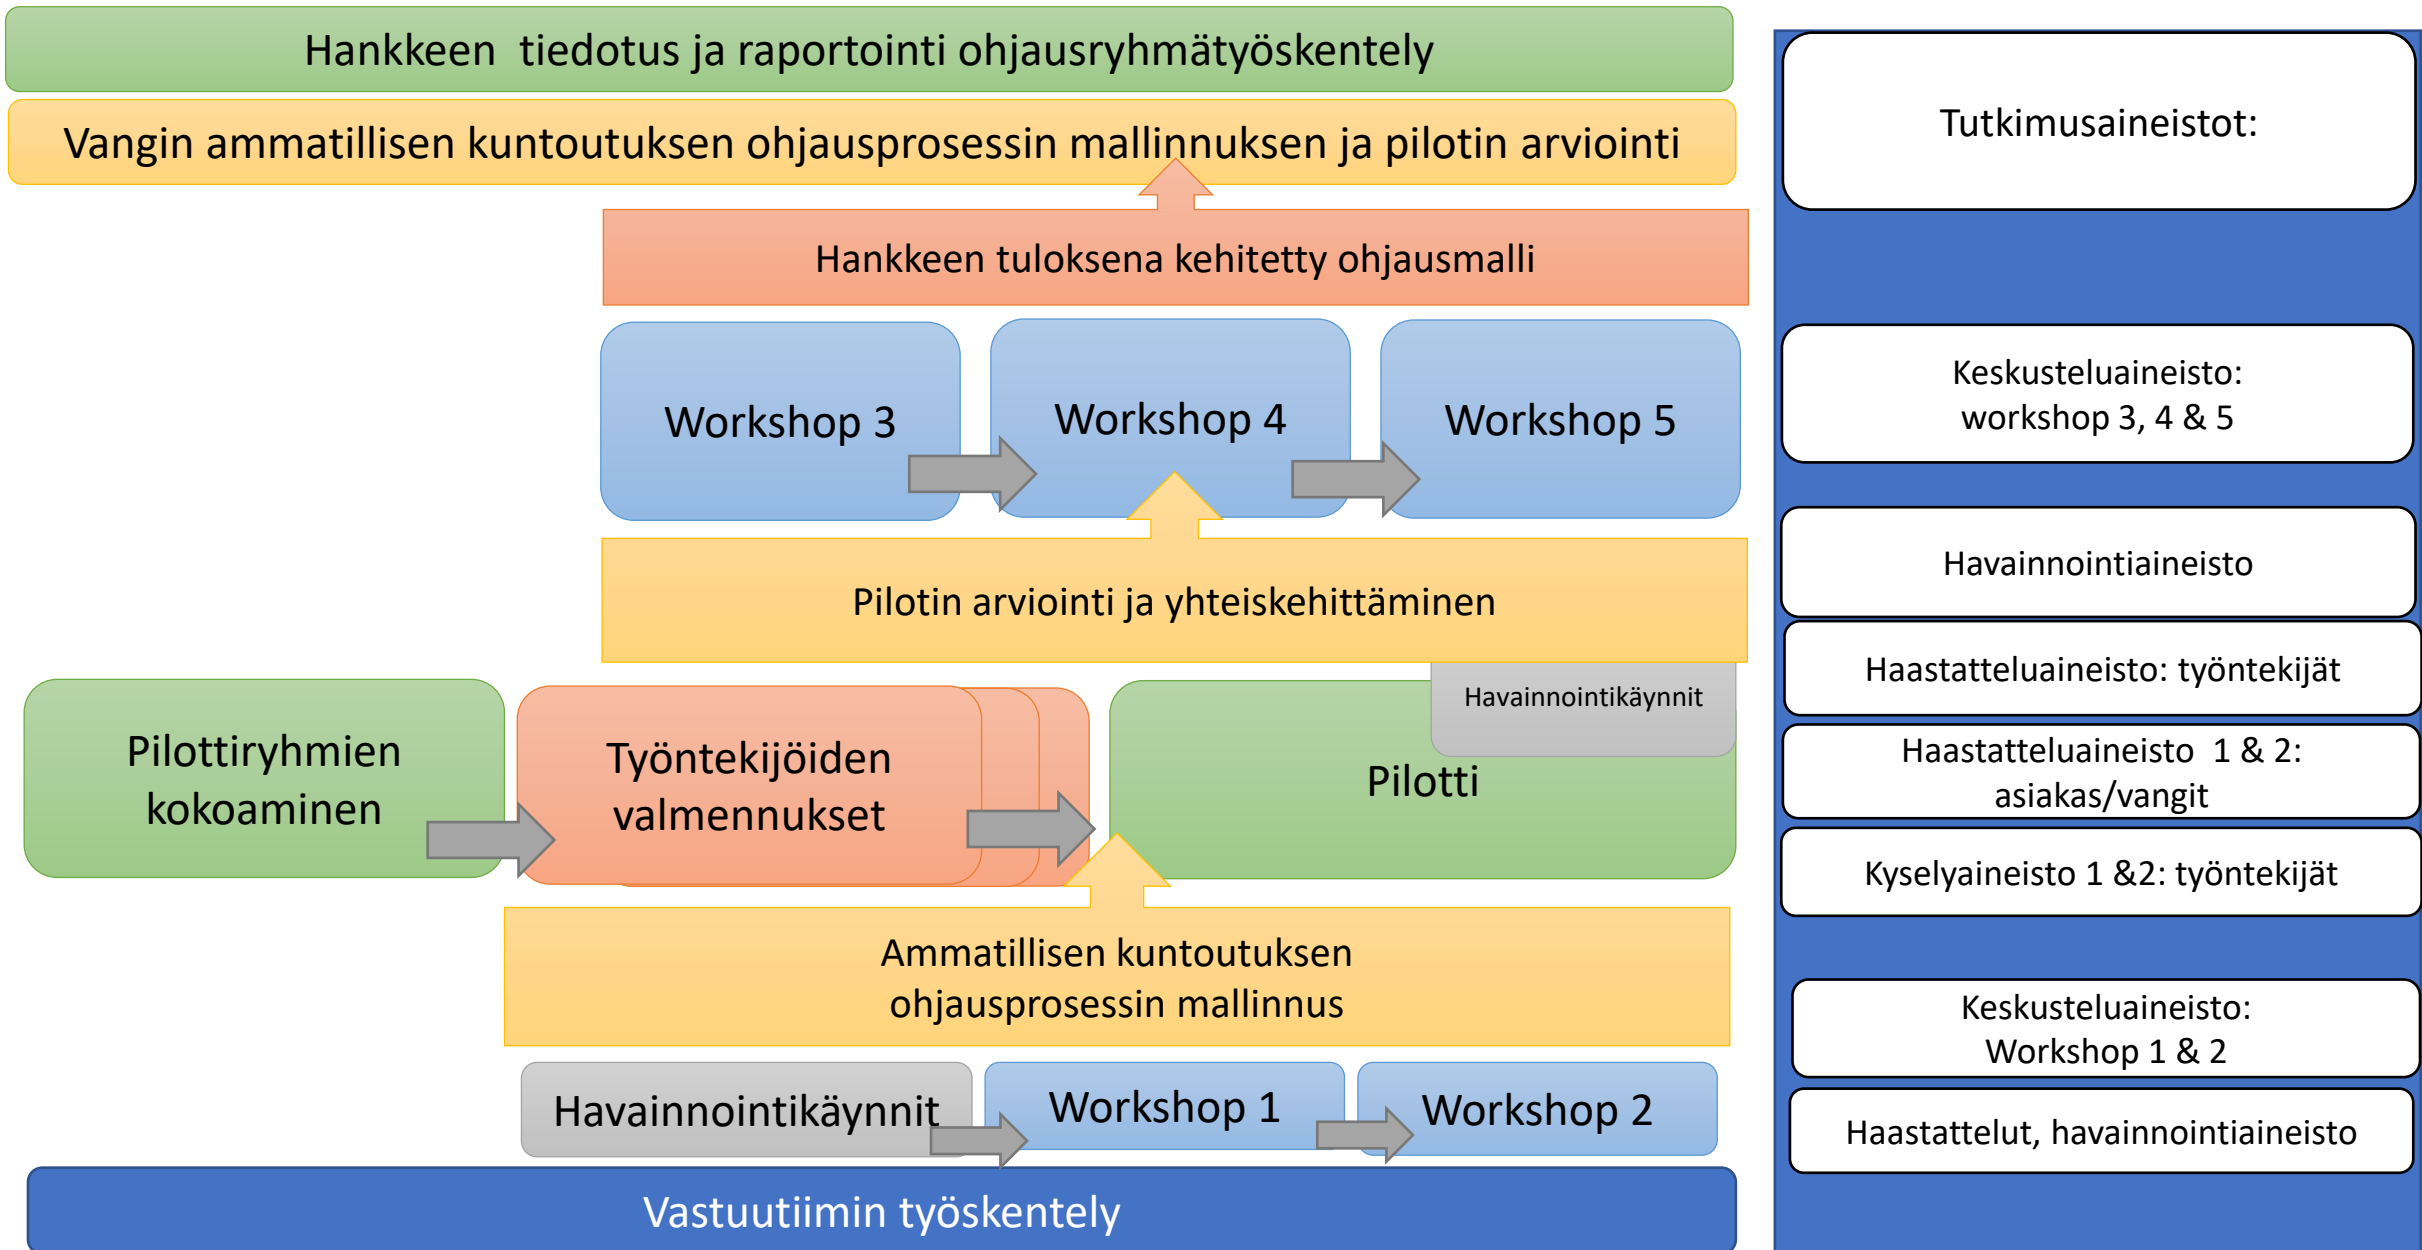 Hankkeen  tiedotus ja raportointi ohjausryhmätyöskentely
Vangin ammatillisen kuntoutuksen ohjausprosessin mallinnuksen ja pilotin arviointi
Hankkeen tuloksena kehitetty ohjausmalli
Workshop 3
Workshop 4
Workshop 5
Pilotin arviointi ja yhteiskehittäminen
Havainnointikäynnit
Pilottiryhmien
kokoaminen
Työntekijöiden
valmennukset
Pilotti
Ammatillisen kuntoutuksen
ohjausprosessin mallinnus
Havainnointikäynnit
Workshop 1
Workshop 2
Vastuutiimin työskentely
Tutkimusaineistot:
Keskusteluaineisto:
workshop 3, 4 & 5
Havainnointiaineisto
Haastatteluaineisto: työntekijät
Haastatteluaineisto  1 & 2:
asiakas/vangit
Kyselyaineisto 1 &2: työntekijät
Keskusteluaineisto:
Workshop 1 & 2
Haastattelut, havainnointiaineisto